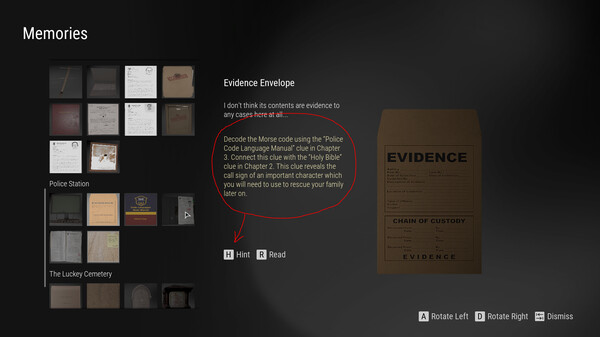 Memories
Evidence Envelope
I don't think its contents are evidence to
any cases here at all...
Decode the Morse code using the "Police
Code Language Manual" clue in Chapter
3. Connect this clue with the "Holy Bible"
clue in Chapter 2. This clue reveals the
call sign of an important character which
you will need to use to rescue your family
later on.
H Hint R Read
Police Station
The Luckey Cemetery
EVIDENCE
CHAIN OF CUSTODY
EVIDENCE
A Rotate Left D Rotate Right Dismiss